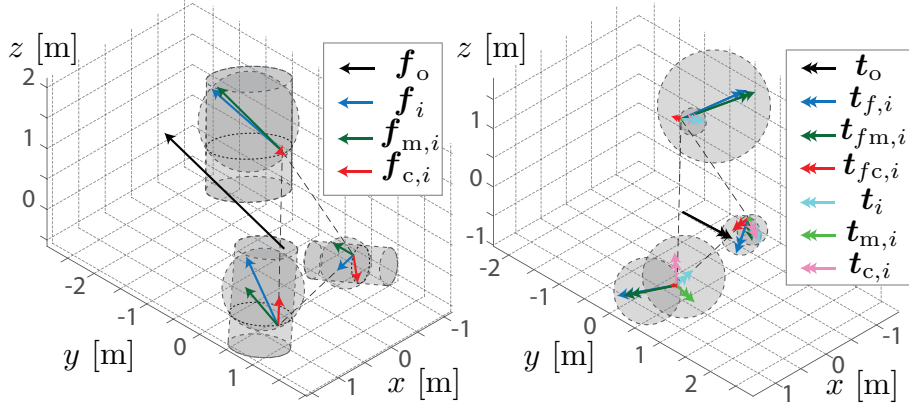 z [m]
2
1
1
0
-2
-1
0
1
y [m]
1
0
-1
x [m]
f_o
f_i
f_m,i
f_c,i
z [m]
2
1
0
-1
-2
0
1
2
y [m]
1
0
-1
x [m]
t_o
t_f,i
t_fm,i
t_fc,i
t_i
t_m,i
t_c,i